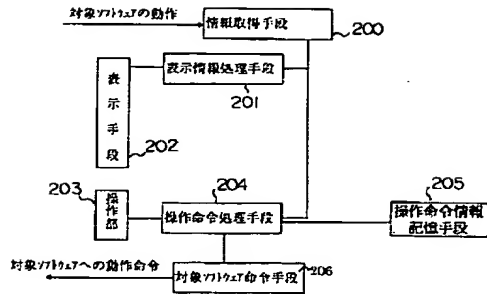 対象ソフトウェアの動作
情報取得手段
200
表示情報処理手段
201
表示手段
202
203
操作部
204
操作命令処理手段
205
操作命令情報
記憶手段
対象ソフトウェアへの動作命令
対象ソフトウェア命令手段
206